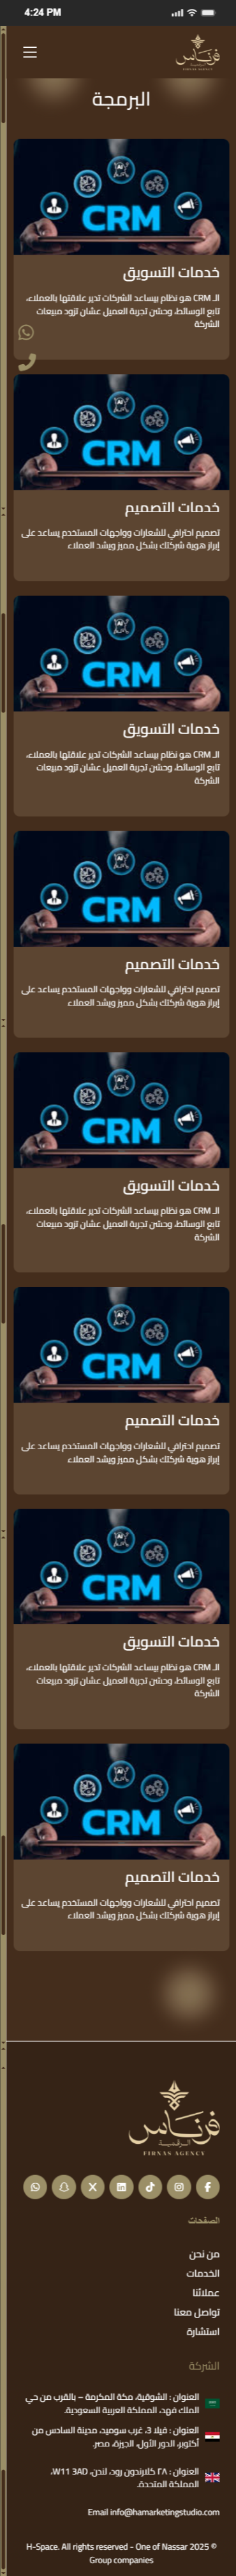 4:24 PM
فرناس
البرمجة
CRM
خدمات التسويق
الـ CRM هو نظام بيساعد الشركات تدير علاقتها بالعملاء،
تابع الوسائط، وحسّن تجربة العميل عشان تزود مبيعات
الشركة
CRM
خدمات التصميم
تصميم احترافي للشعارات وواجهات المستخدم يساعد على
إبراز هوية شركتك بشكل مميز ويشد العملاء
CRM
خدمات التسويق
الـ CRM هو نظام بيساعد الشركات تدير علاقتها بالعملاء،
تابع الوسائط، وحسّن تجربة العميل عشان تزود مبيعات
الشركة
CRM
خدمات التصميم
تصميم احترافي للشعارات وواجهات المستخدم يساعد على
إبراز هوية شركتك بشكل مميز ويشد العملاء
CRM
خدمات التسويق
الـ CRM هو نظام بيساعد الشركات تدير علاقتها بالعملاء،
تابع الوسائط، وحسّن تجربة العميل عشان تزود مبيعات
الشركة
CRM
خدمات التصميم
تصميم احترافي للشعارات وواجهات المستخدم يساعد على
إبراز هوية شركتك بشكل مميز ويشد العملاء
CRM
خدمات التسويق
الـ CRM هو نظام بيساعد الشركات تدير علاقتها بالعملاء،
تابع الوسائط، وحسّن تجربة العميل عشان تزود مبيعات
الشركة
CRM
خدمات التصميم
تصميم احترافي للشعارات وواجهات المستخدم يساعد على
إبراز هوية شركتك بشكل مميز ويشد العملاء
فرناس
الرقمية
FIRNAS AGENCY
الصفحات
من نحن
الخدمات
عملائنا
تواصل معنا
استشارة
الشركة
العنوان : الشوقية، مكة المكرمة – بالقرب من حي
الملك فهد، المملكة العربية السعودية.
العنوان : فيلا 3، غرب سوميد، مدينة السادس من
أكتوبر، الدور الأول، الجيزة، مصر.
العنوان : ٢٨ كلارندون رود، لندن، W11 3AD،
المملكة المتحدة.
Email info@hamarketingstudio.com
H-Space. All rights reserved - One of Nassar 2025 ©
Group companies